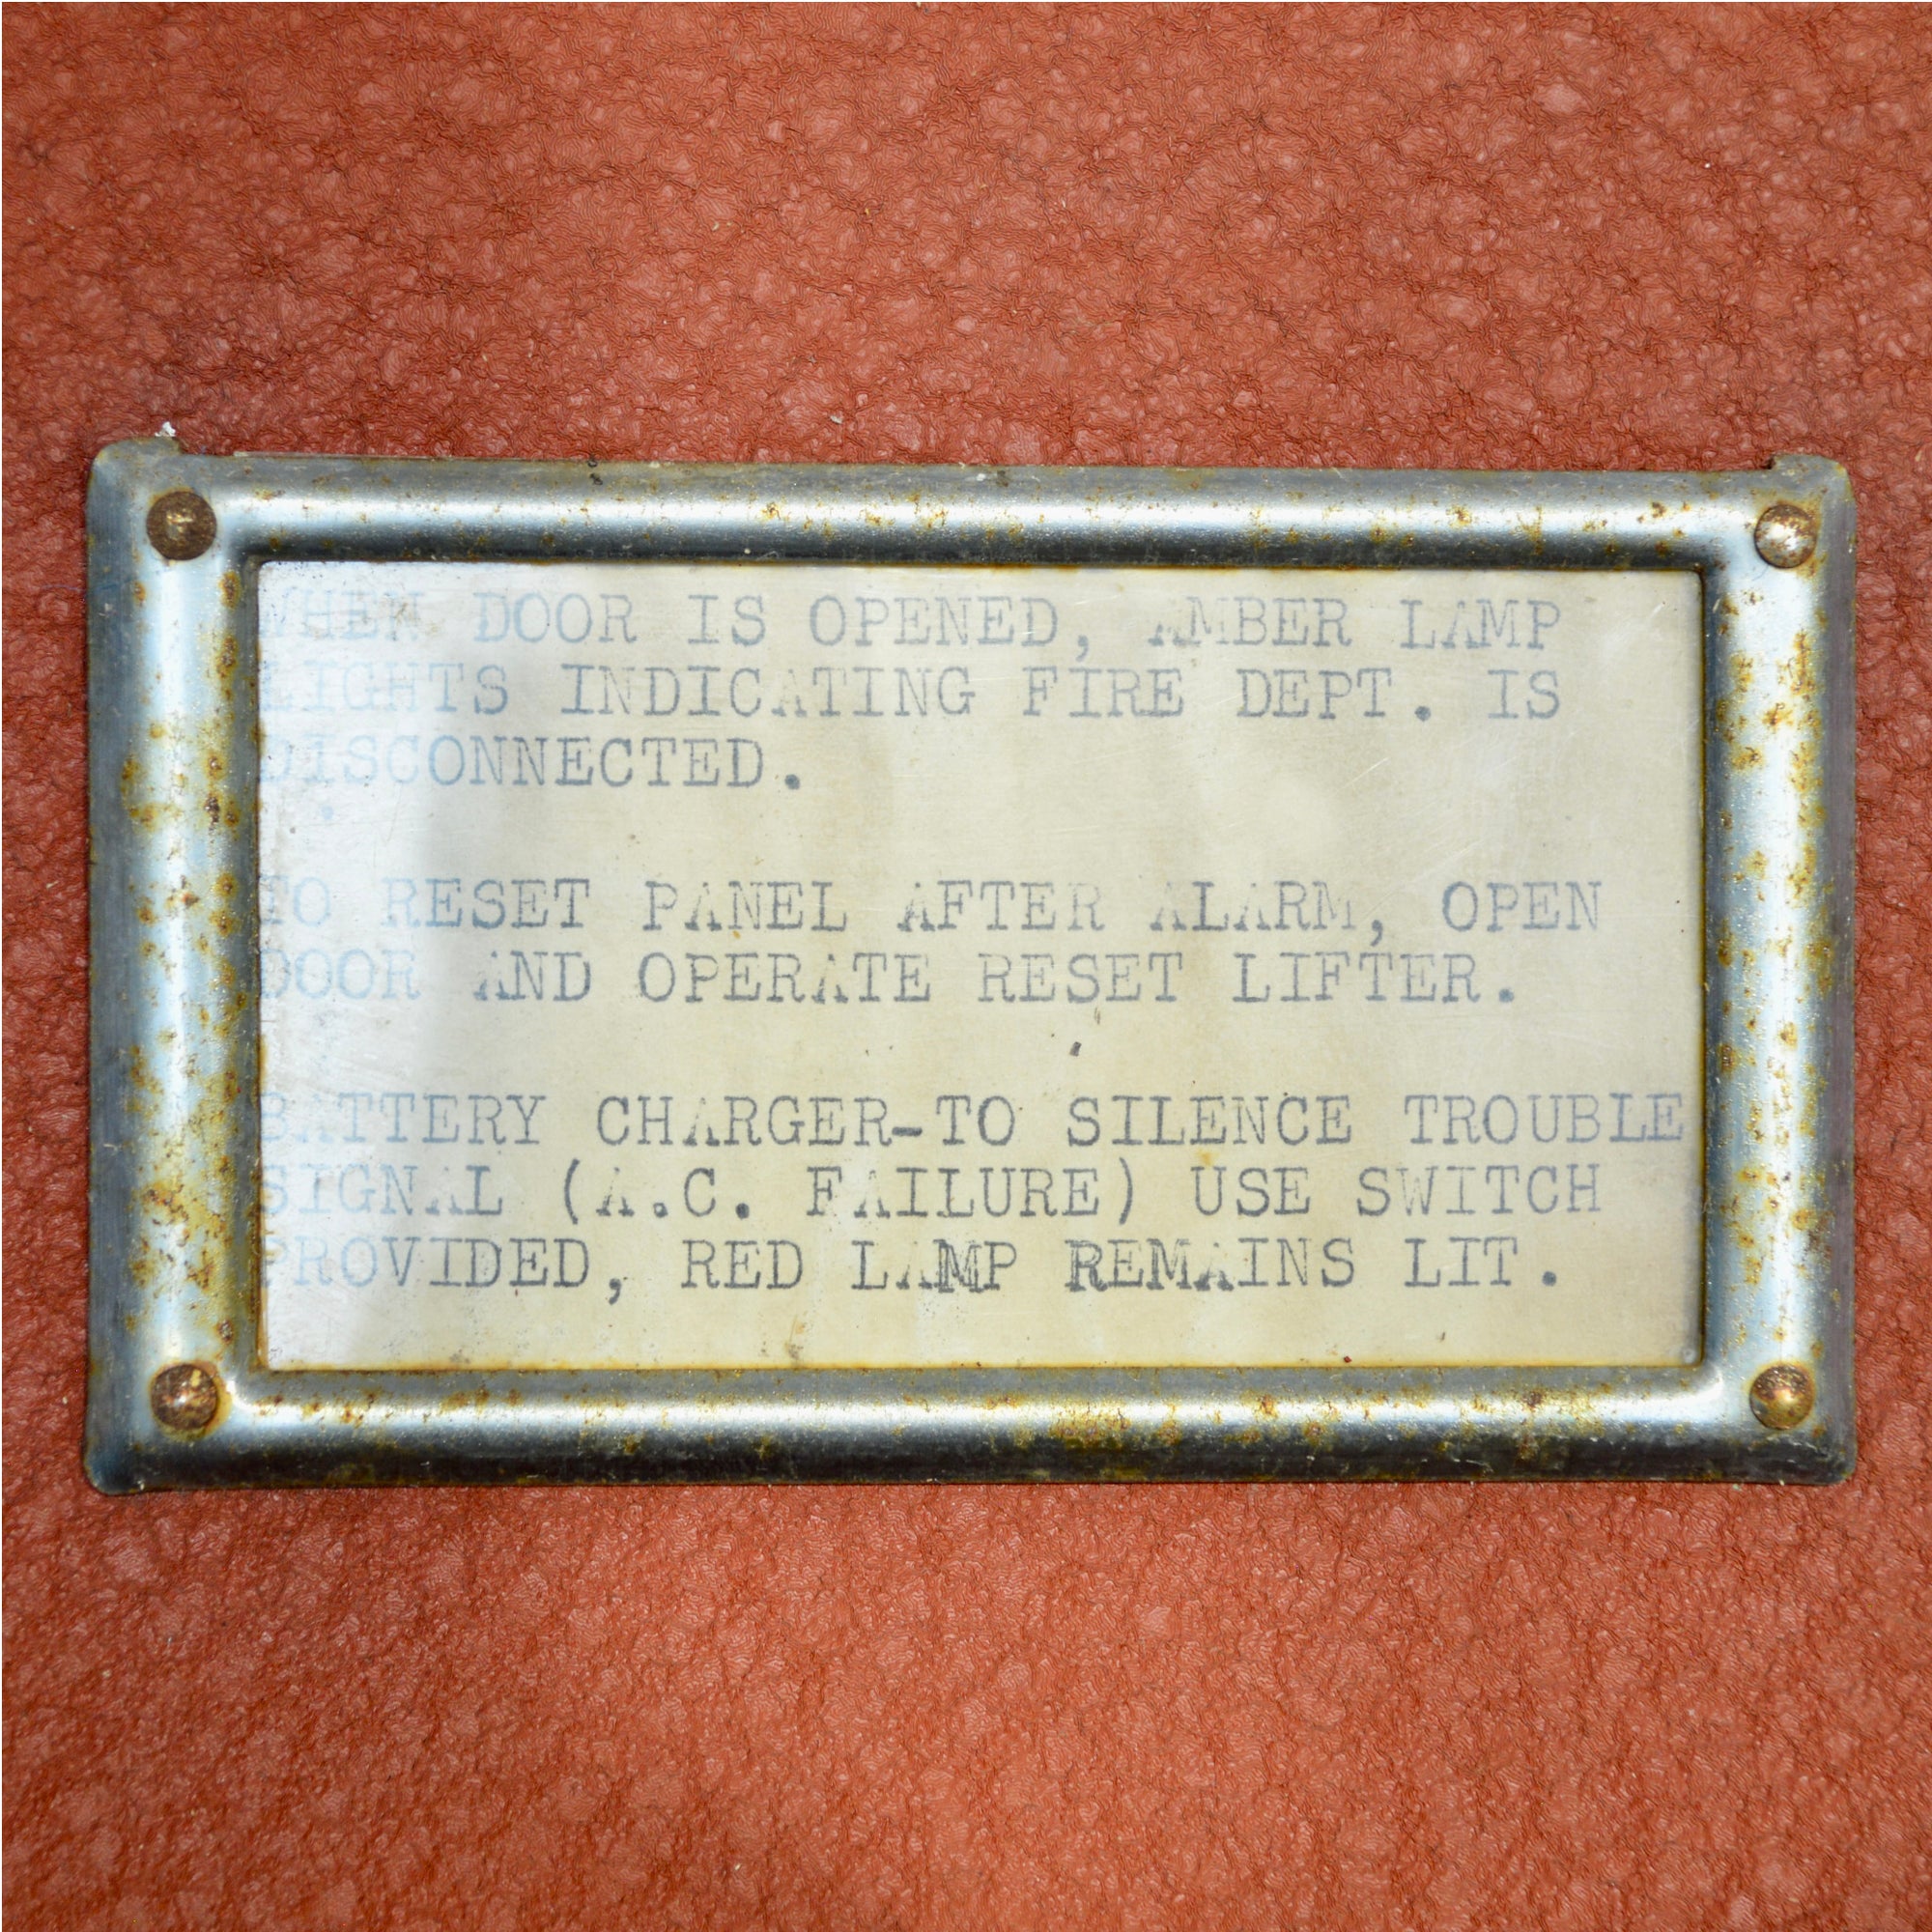 WHEN DOOR IS OPENED, AMBER LAMP
LIGHTS INDICATING FIRE DEPT. IS
DISCONNECTED.
TO RESET PANEL AFTER ALARM, OPEN
DOOR AND OPERATE RESET LIFTER.
BATTERY CHARGER-TO SILENCE TROUBLE
SIGNAL (A.C. FAILURE) USE SWITCH
PROVIDED, RED LAMP REMAINS LIT.